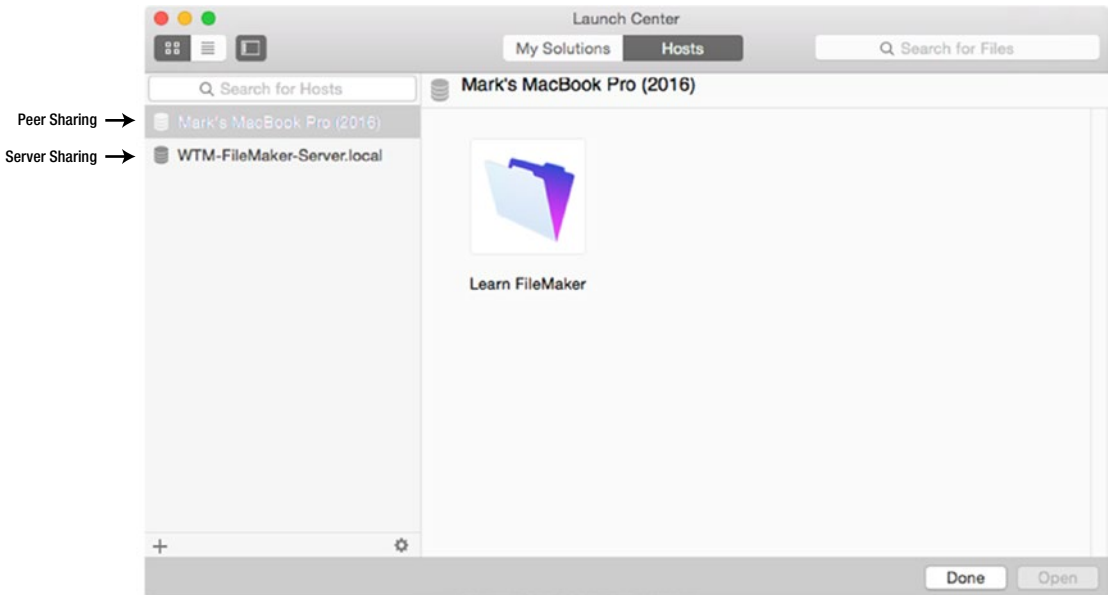 Launch Center
My Solutions
Hosts
Search for Files
Search for Hosts
Mark's MacBook Pro (2016)
Peer Sharing
Mark's MacBook Pro (2016)
Server Sharing
WTM-FileMaker-Server.local
Learn FileMaker
Done
Open